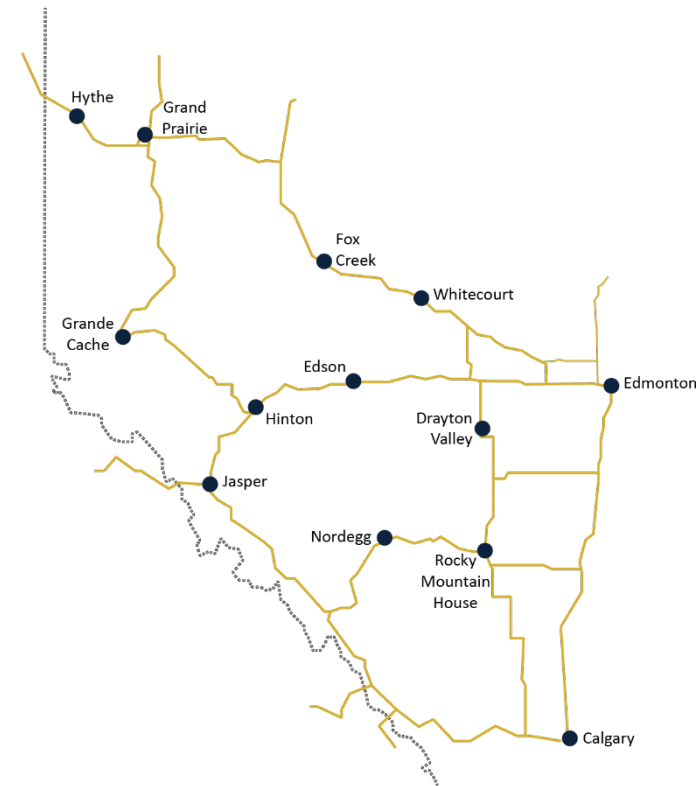 Hythe
Grand
Prairie
Fox
Creek
Whitecourt
Grande
Cache
Edson
Edmonton
Hinton
Drayton
Valley
Jasper
Nordegg
Rocky
Mountain
House
Calgary